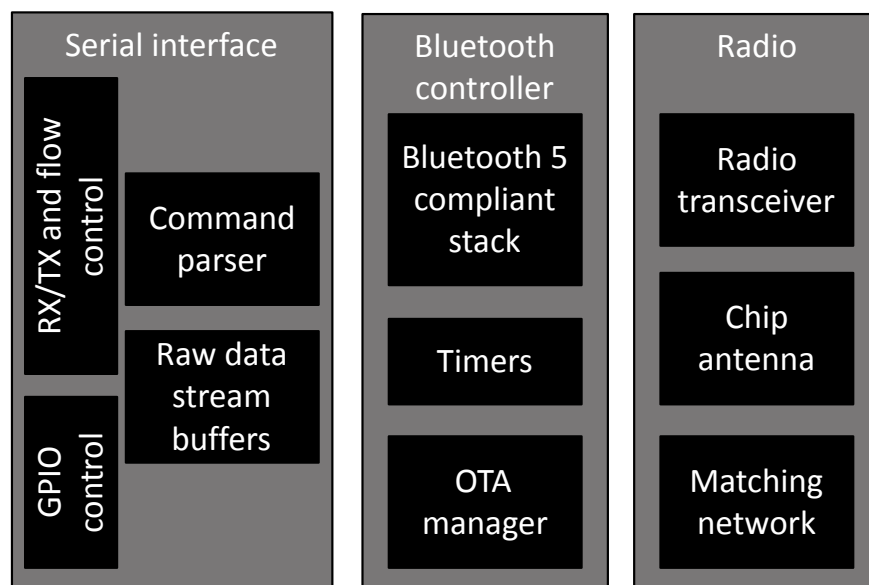 Serial interface
RX/TX and flow
control
Command
parser
Raw data
stream
buffers
GPIO
control
Bluetooth
controller
Bluetooth 5
compliant
stack
Timers
OTA
manager
Radio
Radio
transceiver
Chip
antenna
Matching
network